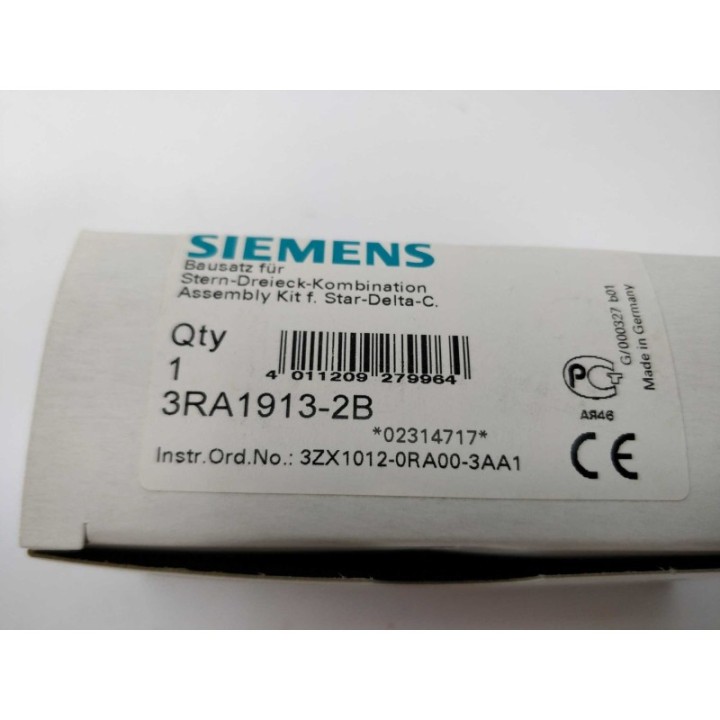 SIEMENS
Bausatz für
Stern-Dreieck-Kombination
Assembly Kit f. Star-Delta-C.
Qty
1
4 011209 279964
3RA1913-2B
*02314717*
Instr.Ord.No.: 3ZX1012-0RA00-3AA1
PC
АЯ46
CE
G/000327 b01
Made in Germany